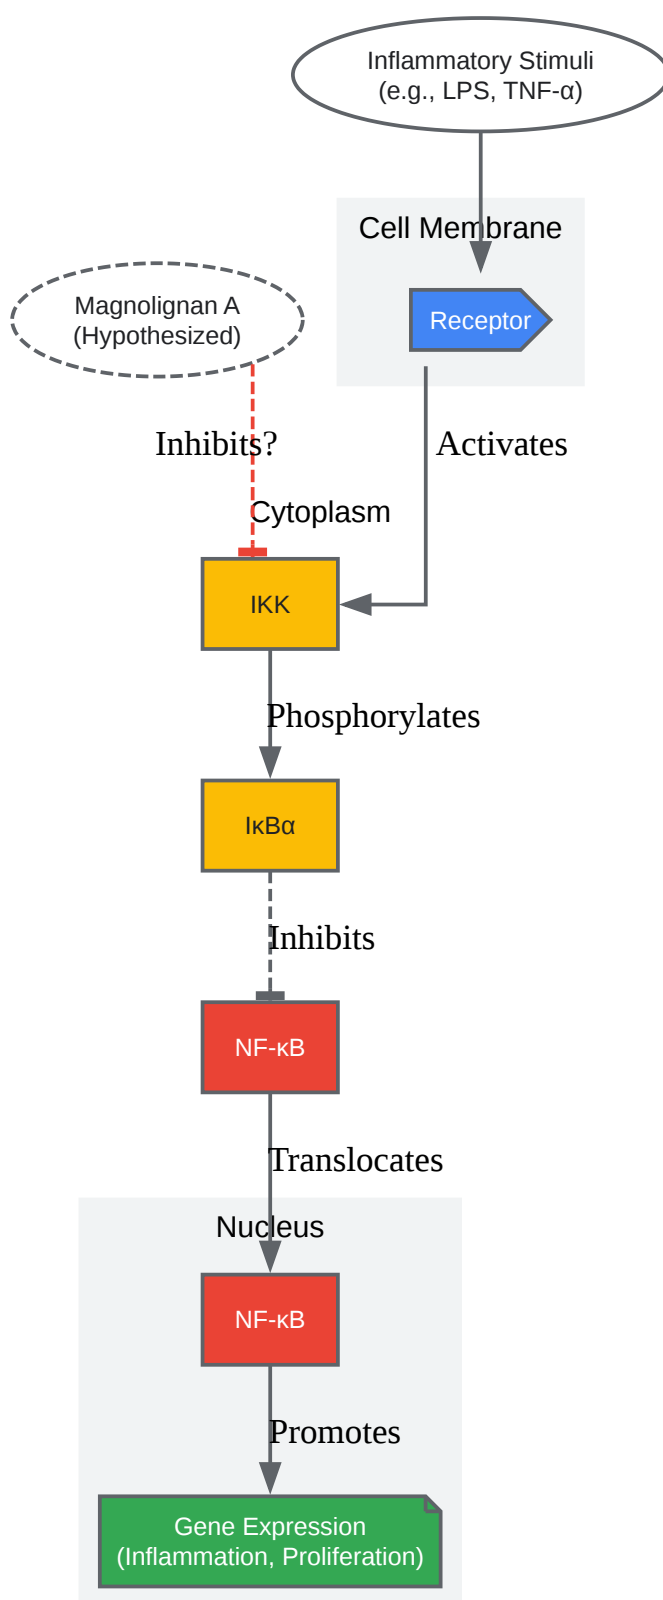 Inflammatory Stimuli
(e.g., LPS, TNF-α)
Cell Membrane
Magnolignan A
(Hypothesized)
Receptor
Inhibits?
Activates
Cytoplasm
IKK
Phosphorylates
IκBα
Inhibits
NF-κB
Translocates
Nucleus
NF-κB
Promotes
Gene Expression
(Inflammation, Proliferation)